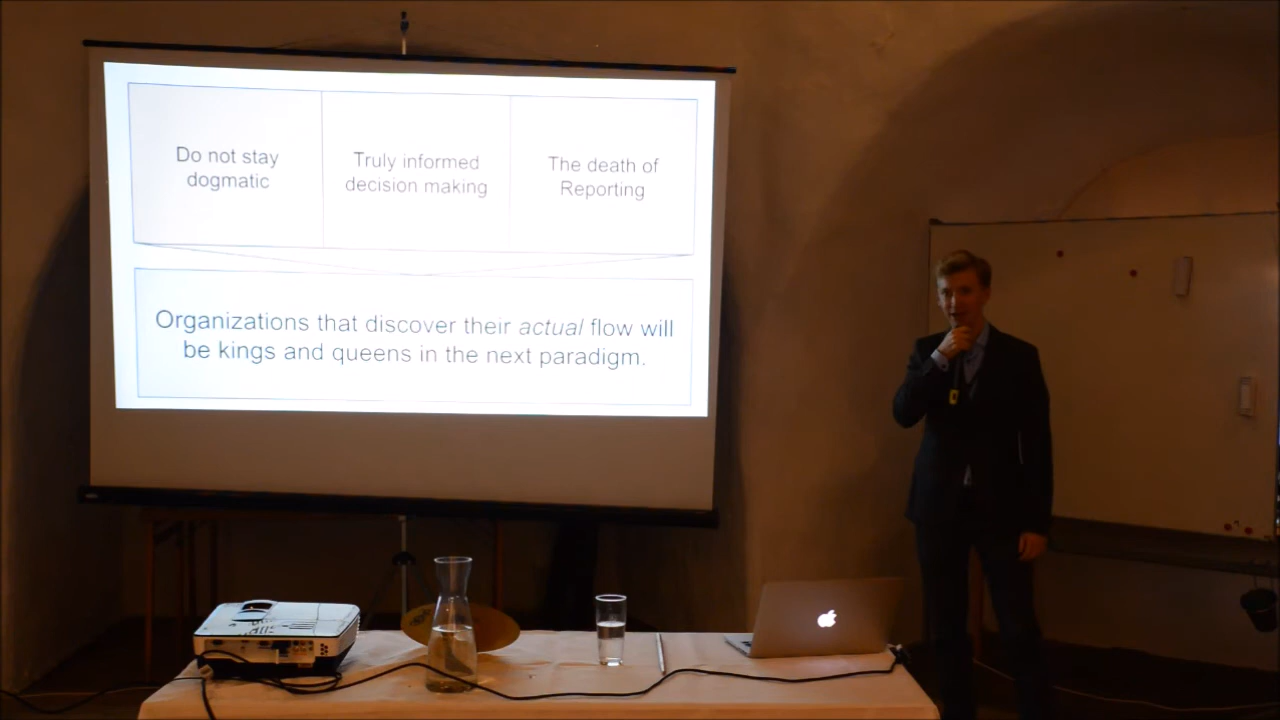 Do not stay
dogmatic
Truly informed
decision making
The death of
Reporting
Organizations that discover their actual flow will
be kings and queens in the next paradigm.